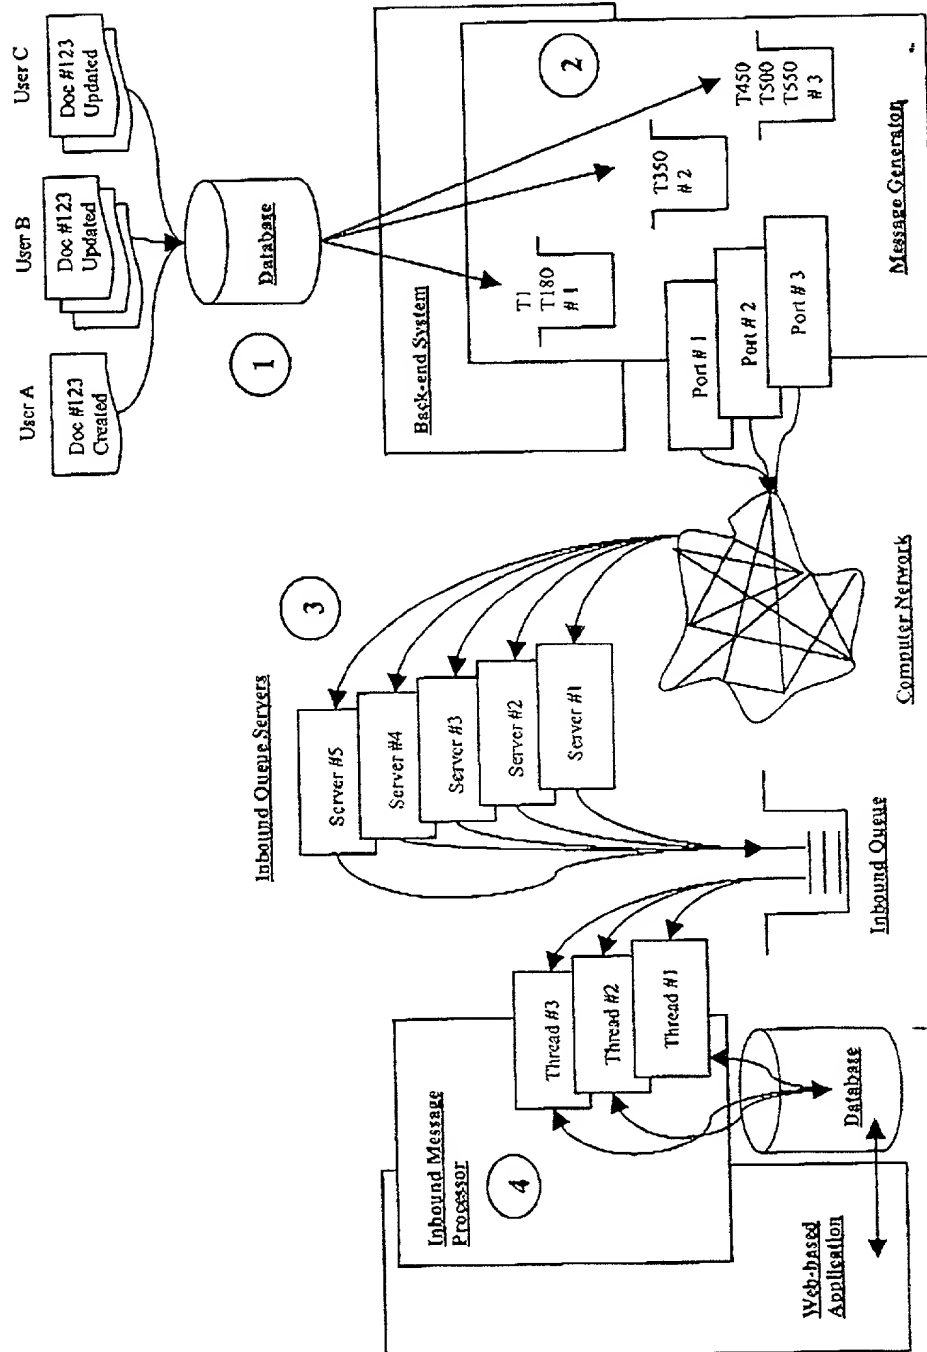 User A
User B
User C
Doc #123
Created
Doc #123
Updated
Doc #123
Updated
1
Database
Back-end System
2
T1
T180
# 1
T350
# 2
T450
T500
T550
# 3
Message Generator
Port # 1
Port # 2
Port # 3
Computer Network
3
Inbound Queue Servers
Server #5
Server #4
Server #3
Server #2
Server #1
Inbound Queue
Inbound Message
Processor
4
Thread #3
Thread #2
Thread #1
Database
Web-based
Application